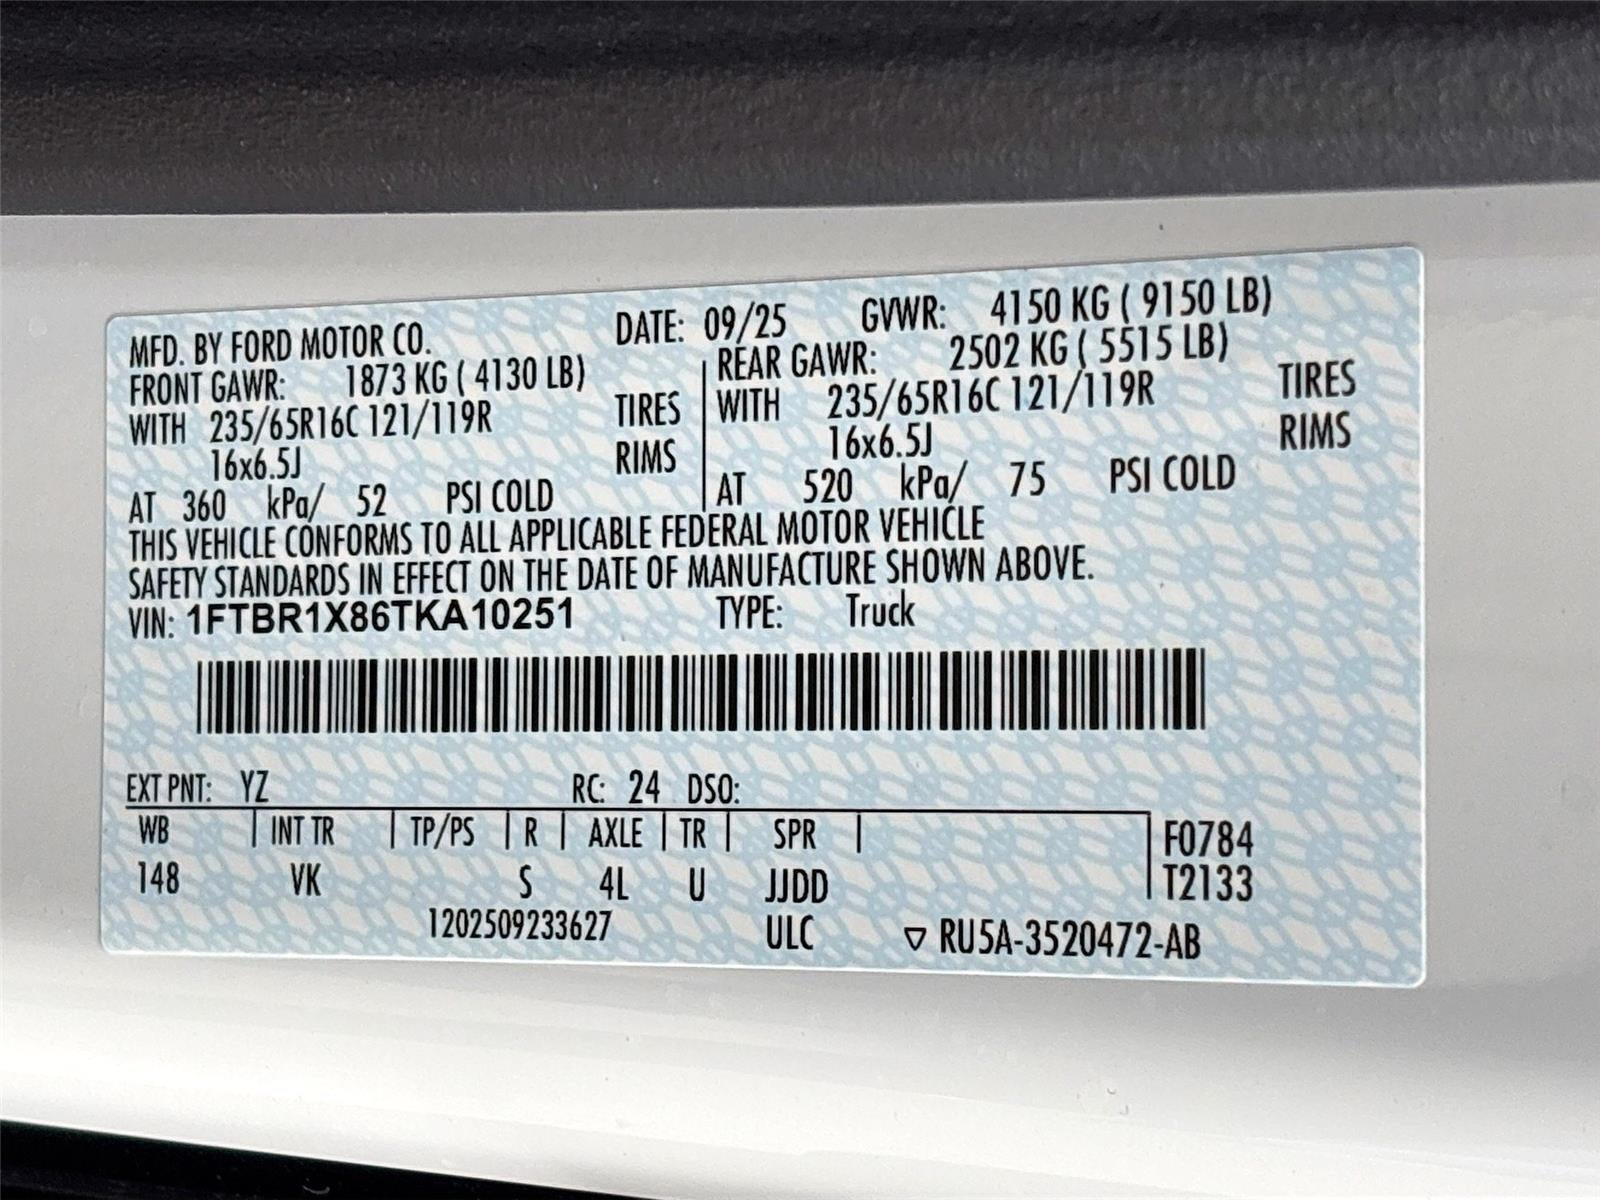 MFD. BY FORD MOTOR CO. DATE: 09/25 GVWR: 4150 KG ( 9150 LB)
FRONT GAWR: 1873 KG ( 4130 LB) REAR GAWR: 2502 KG ( 5515 LB)
WITH 235/65R16C 121/119R TIRES WITH 235/65R16C 121/119R TIRES
16x6.5J RIMS 16x6.5J RIMS
AT 360 kPa/ 52 PSI COLD AT 520 kPa/ 75 PSI COLD
THIS VEHICLE CONFORMS TO ALL APPLICABLE FEDERAL MOTOR VEHICLE
SAFETY STANDARDS IN EFFECT ON THE DATE OF MANUFACTURE SHOWN ABOVE.
VIN: 1FTBR1X86TKA10251 TYPE: Truck
EXT PNT: YZ RC: 24 DSO:
WB INT TR TP/PS R AXLE TR SPR F0784
148 VK S 4L U JJDD T2133
1202509233627 ULC ▽ RU5A-3520472-AB